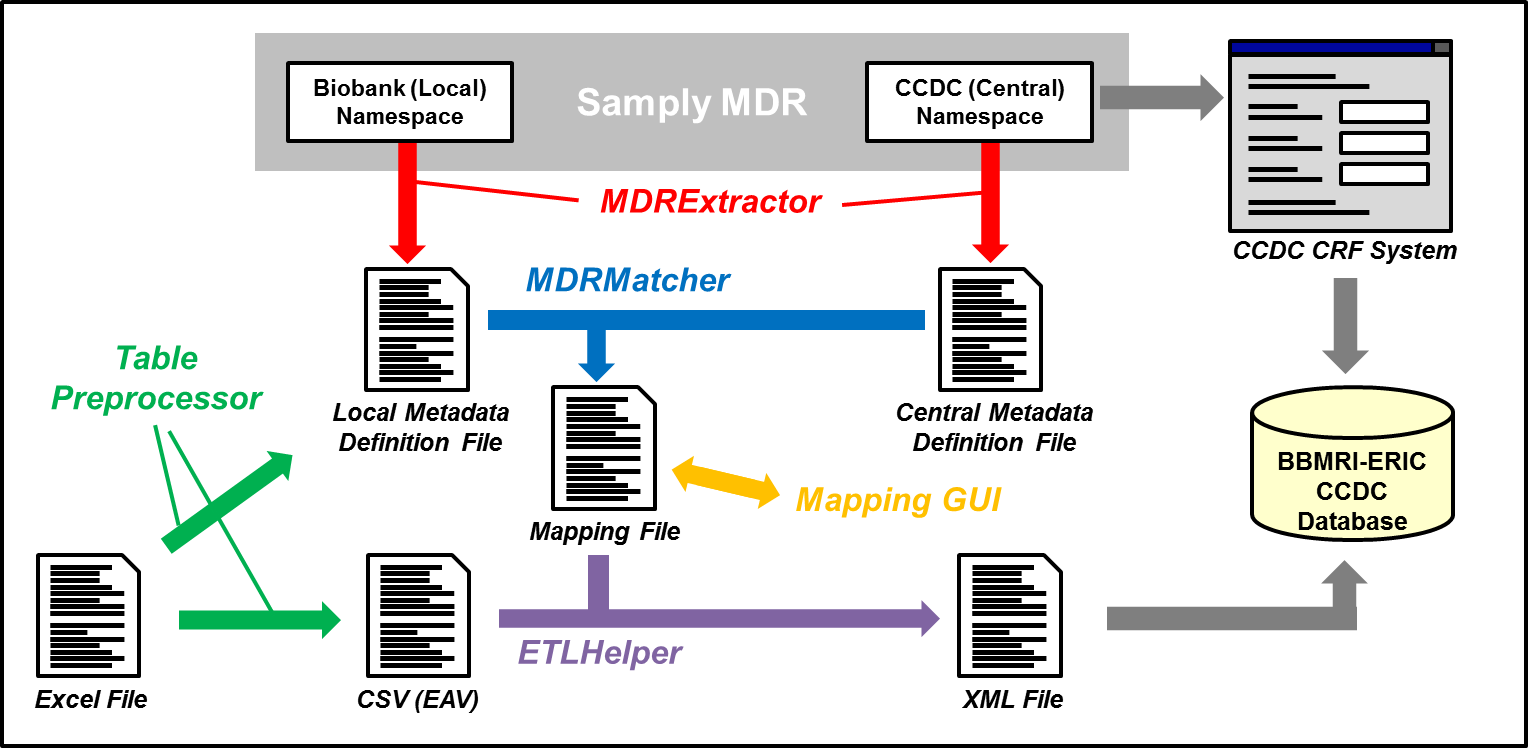 Biobank (Local)
Namespace
Samply MDR
CCDC (Central)
Namespace
MDRExtractor
CCDC CRF System
MDRMatcher
Table
Preprocessor
Local Metadata
Definition File
Central Metadata
Definition File
BBMRI-ERIC
CCDC
Database
Mapping GUI
Mapping File
ETLHelper
Excel File
CSV (EAV)
XML File